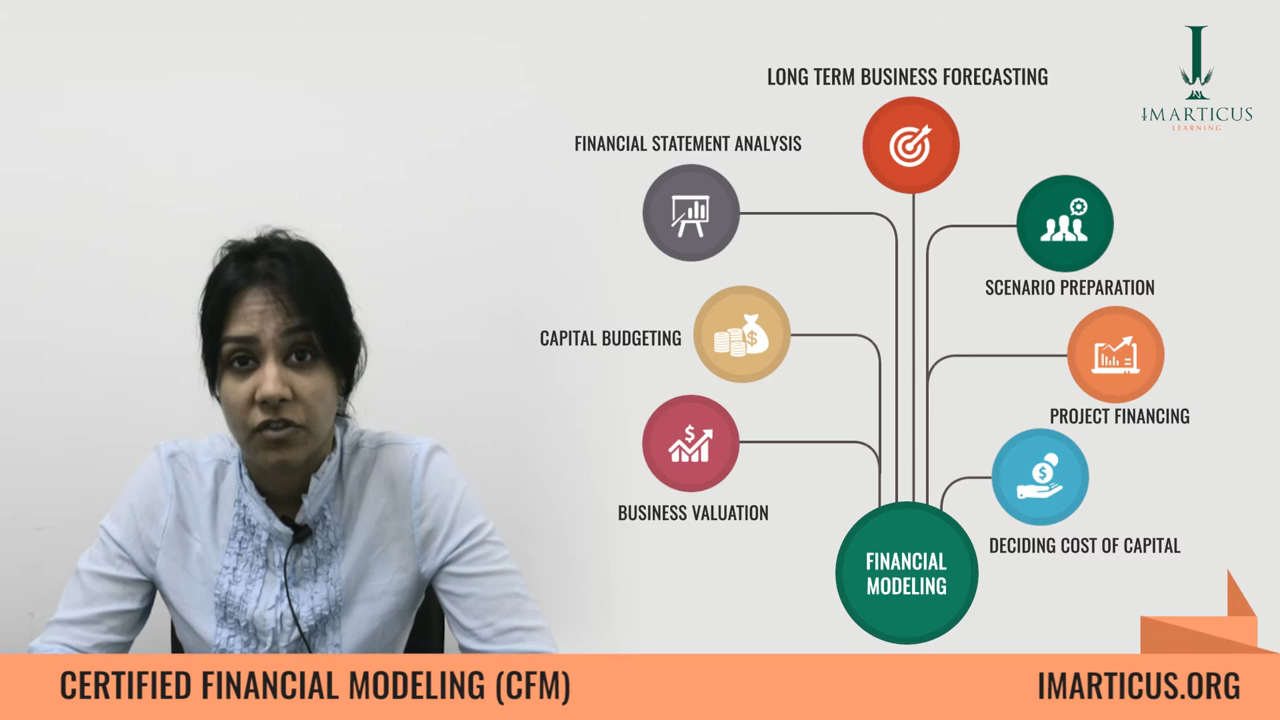 LONG TERM BUSINESS FORECASTING
IMARTICUS
LEARNING
FINANCIAL STATEMENT ANALYSIS
SCENARIO PREPARATION
CAPITAL BUDGETING
PROJECT FINANCING
BUSINESS VALUATION
DECIDING COST OF CAPITAL
FINANCIAL
MODELING
CERTIFIED FINANCIAL MODELING (CFM)
IMARTICUS.ORG